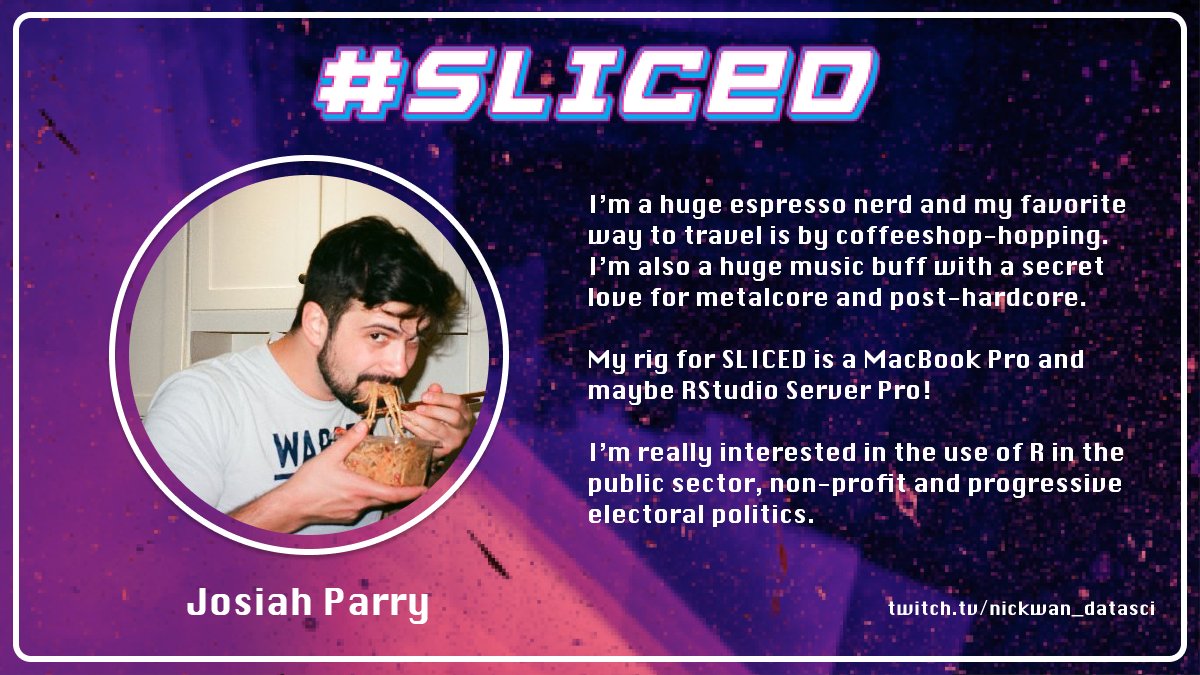 #SLICED
I'm a huge espresso nerd and my favorite
way to travel is by coffeeshop-hopping.
I'm also a huge music buff with a secret
love for metalcore and post-hardcore.
My rig for SLICED is a MacBook Pro and
maybe RStudio Server Pro!
I'm really interested in the use of R in the
public sector, non-profit and progressive
electoral politics.
Josiah Parry
twitch.tv/nickwan_datasci